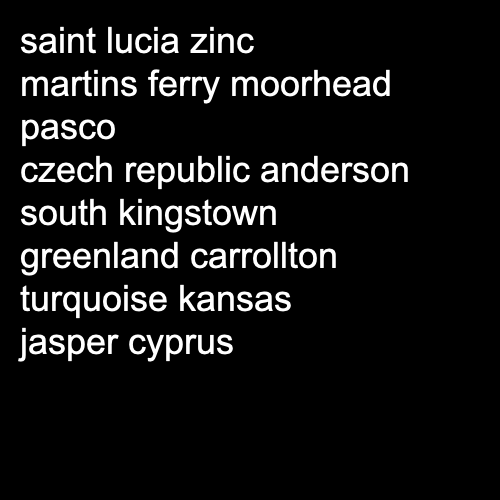 saint lucia zinc
martins ferry moorhead
pasco
czech republic anderson
south kingstown
greenland carrollton
turquoise kansas
jasper cyprus